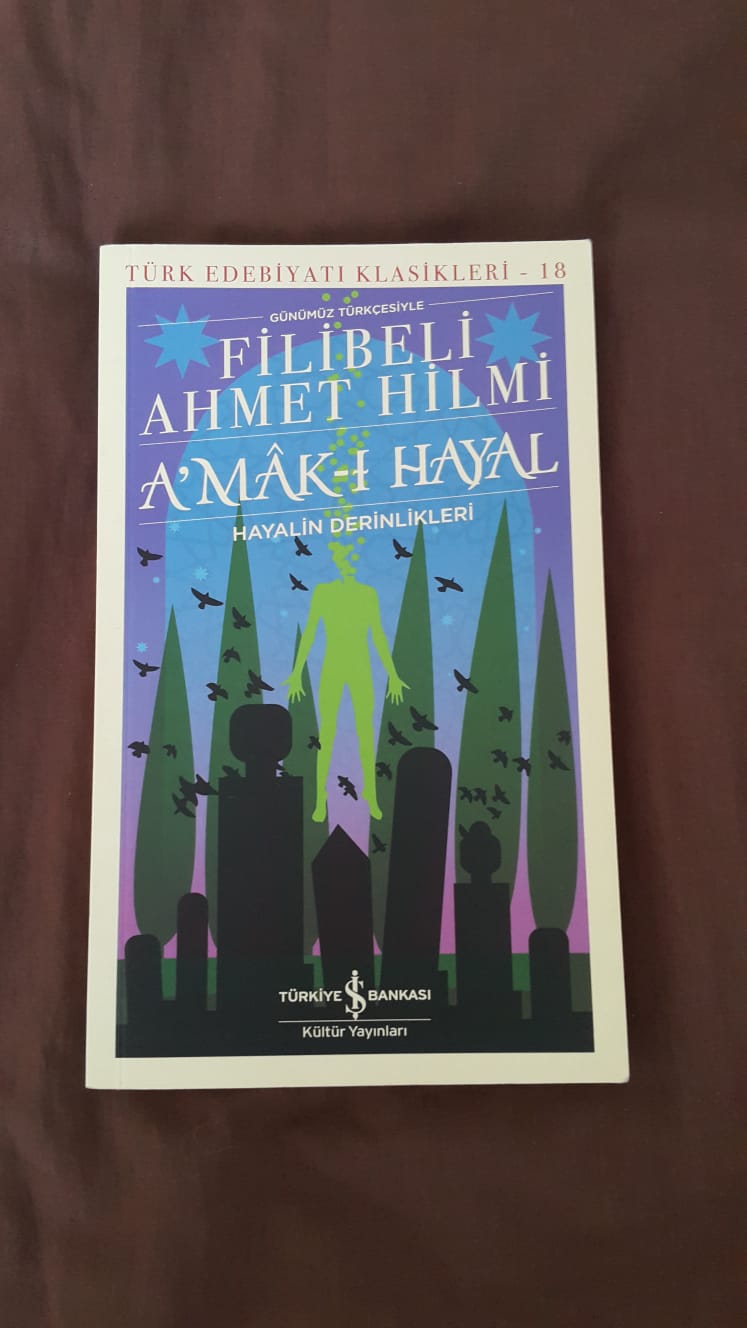 TÜRK EDEBİYATI KLASİKLERİ - 18
GÜNÜMÜZ TÜRKÇESİYLE
FİLİBELİ
AHMET HİLMİ
A'MÂK-I HAYAL
HAYALİN DERİNLİKLERİ
TÜRKİYE İŞ BANKASI
Kültür Yayınları